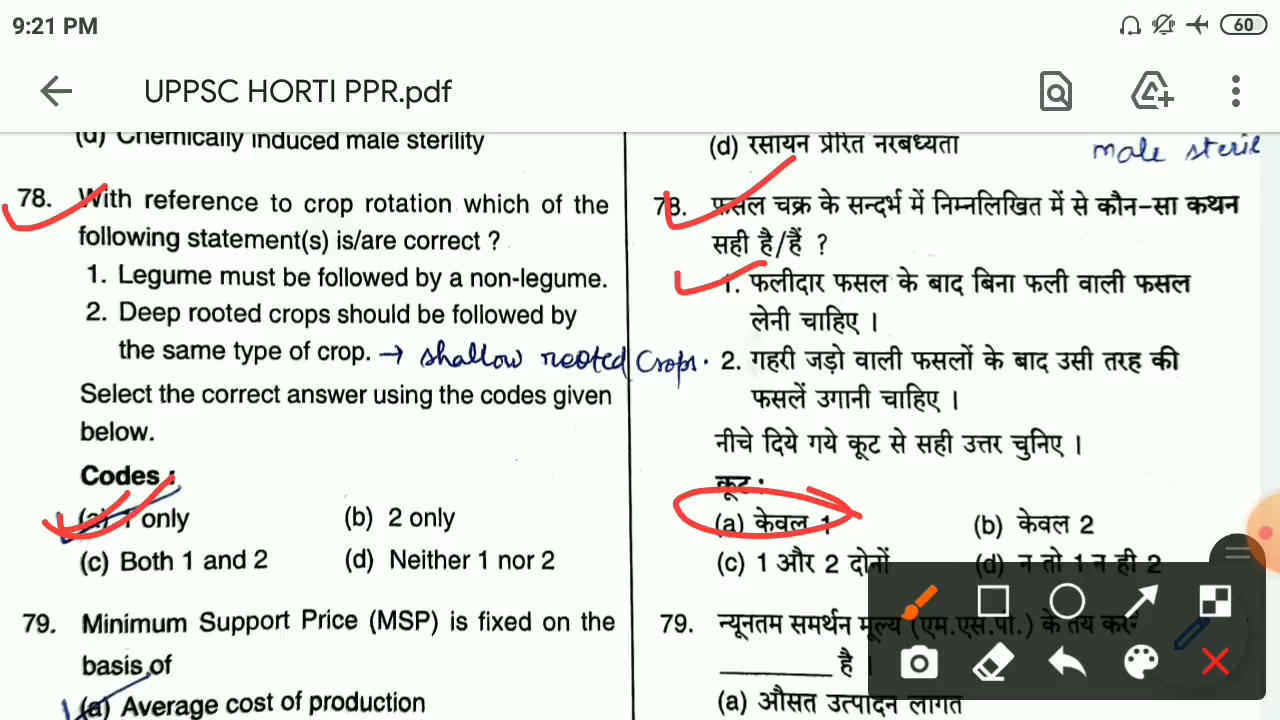 9:21 PM
60
UPPSC HORTI PPR.pdf
(d) Chemically induced male sterility
78. With reference to crop rotation which of the
following statement(s) is/are correct ?
1. Legume must be followed by a non-legume.
2. Deep rooted crops should be followed by
the same type of crop. → shallow rooted crops.
Select the correct answer using the codes given
below.
Codes :
(a) 1 only
(b) 2 only
(c) Both 1 and 2
(d) Neither 1 nor 2
79. Minimum Support Price (MSP) is fixed on the
basis of
(a) Average cost of production
(d) रसायन प्रेरित नरबध्यता
male steril
78. फसल चक्र के सन्दर्भ में निम्नलिखित में से कौन-सा कथन
सही है/हैं ?
1. फलीदार फसल के बाद बिना फली वाली फसल
लेनी चाहिए ।
2. गहरी जड़ो वाली फसलों के बाद उसी तरह की
फसलें उगानी चाहिए ।
नीचे दिये गये कूट से सही उत्तर चुनिए ।
कूट :
(a) केवल 1
(b) केवल 2
(c) 1 और 2 दोनों
(d) न तो 1 न ही 2
79. न्यूनतम समर्थन मूल्य (एम.एस.पी.) के तय
है ।
(a) औसत उत्पादन लागत